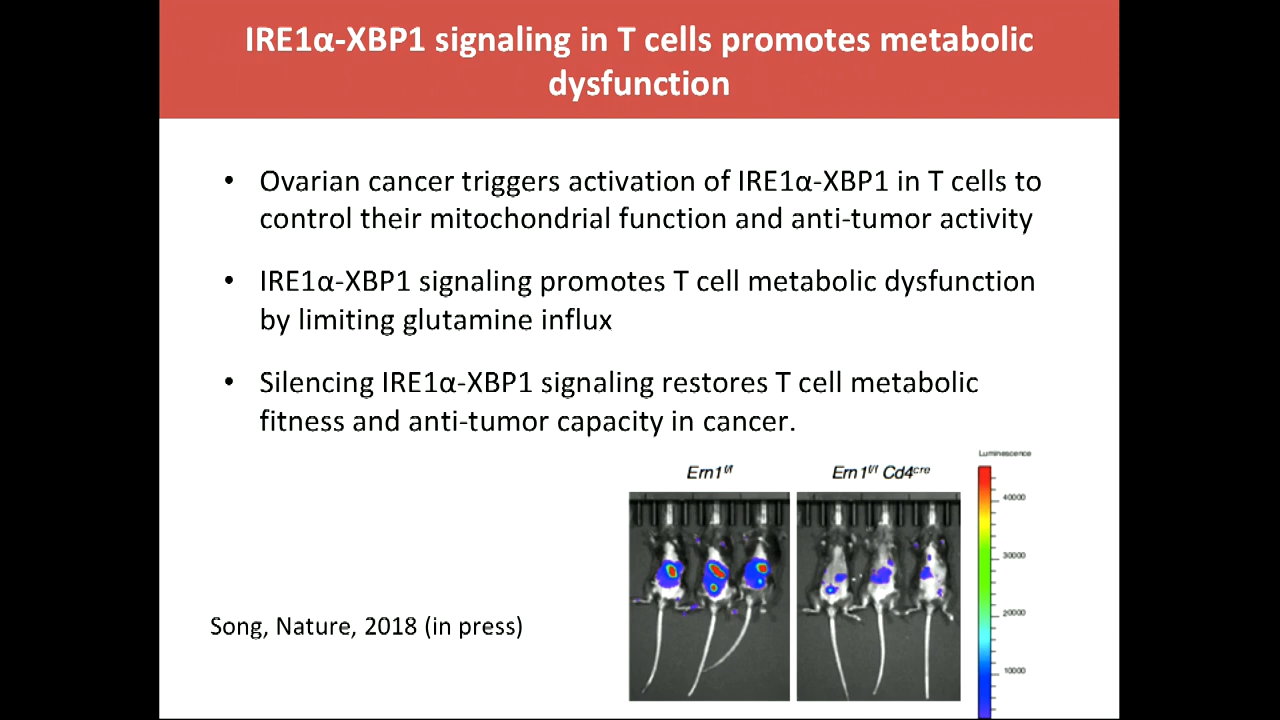 IRE1α-XBP1 signaling in T cells promotes metabolic
dysfunction
• Ovarian cancer triggers activation of IRE1α-XBP1 in T cells to
control their mitochondrial function and anti-tumor activity
• IRE1α-XBP1 signaling promotes T cell metabolic dysfunction
by limiting glutamine influx
• Silencing IRE1α-XBP1 signaling restores T cell metabolic
fitness and anti-tumor capacity in cancer.
Luminescence
Ern1f/f
Ern1f/f Cd4cre
40000
30000
20000
10000
Song, Nature, 2018 (in press)